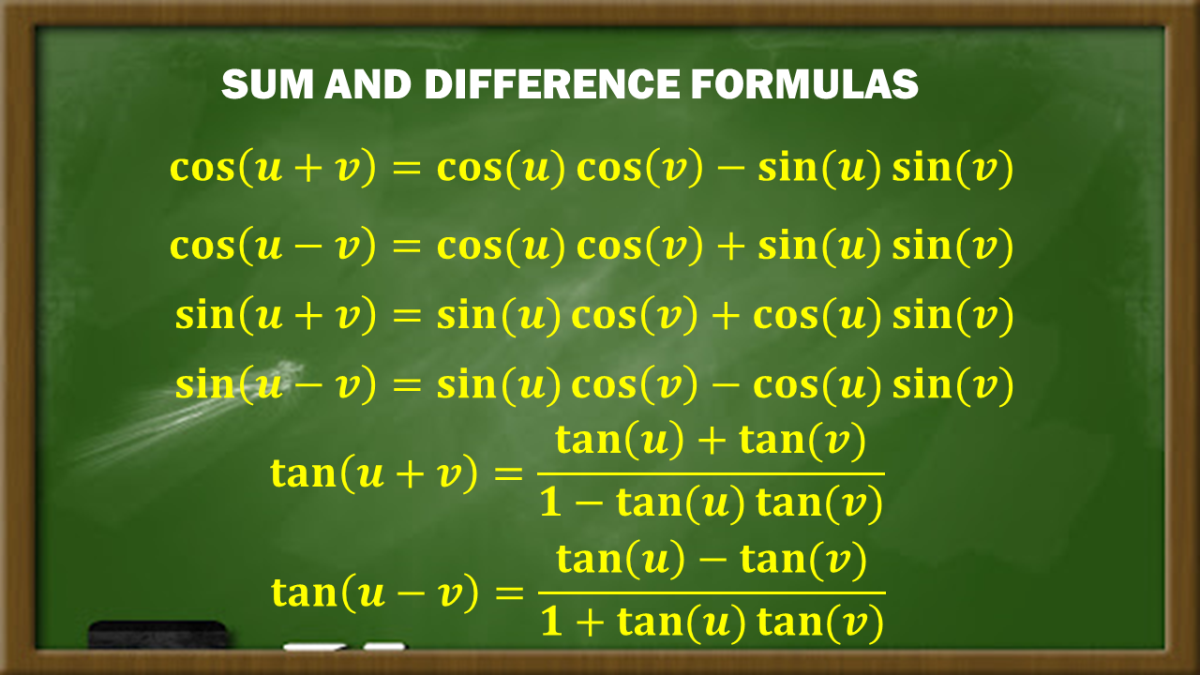 SUM AND DIFFERENCE FORMULAS
cos(u + v) = cos(u) cos(v) − sin(u) sin(v)
cos(u − v) = cos(u) cos(v) + sin(u) sin(v)
sin(u + v) = sin(u) cos(v) + cos(u) sin(v)
sin(u − v) = sin(u) cos(v) − cos(u) sin(v)
tan(u + v) = \frac{tan(u) + tan(v)}{1 − tan(u) tan(v)}
tan(u − v) = \frac{tan(u) − tan(v)}{1 + tan(u) tan(v)}